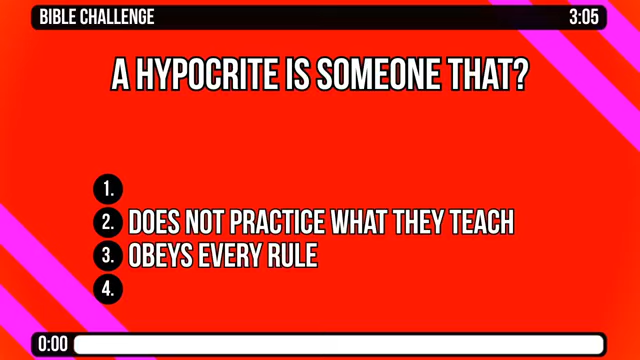 BIBLE CHALLENGE 3:05
A HYPOCRITE IS SOMEONE THAT?
1.
2. DOES NOT PRACTICE WHAT THEY TEACH
3. OBEYS EVERY RULE
4.
0:00